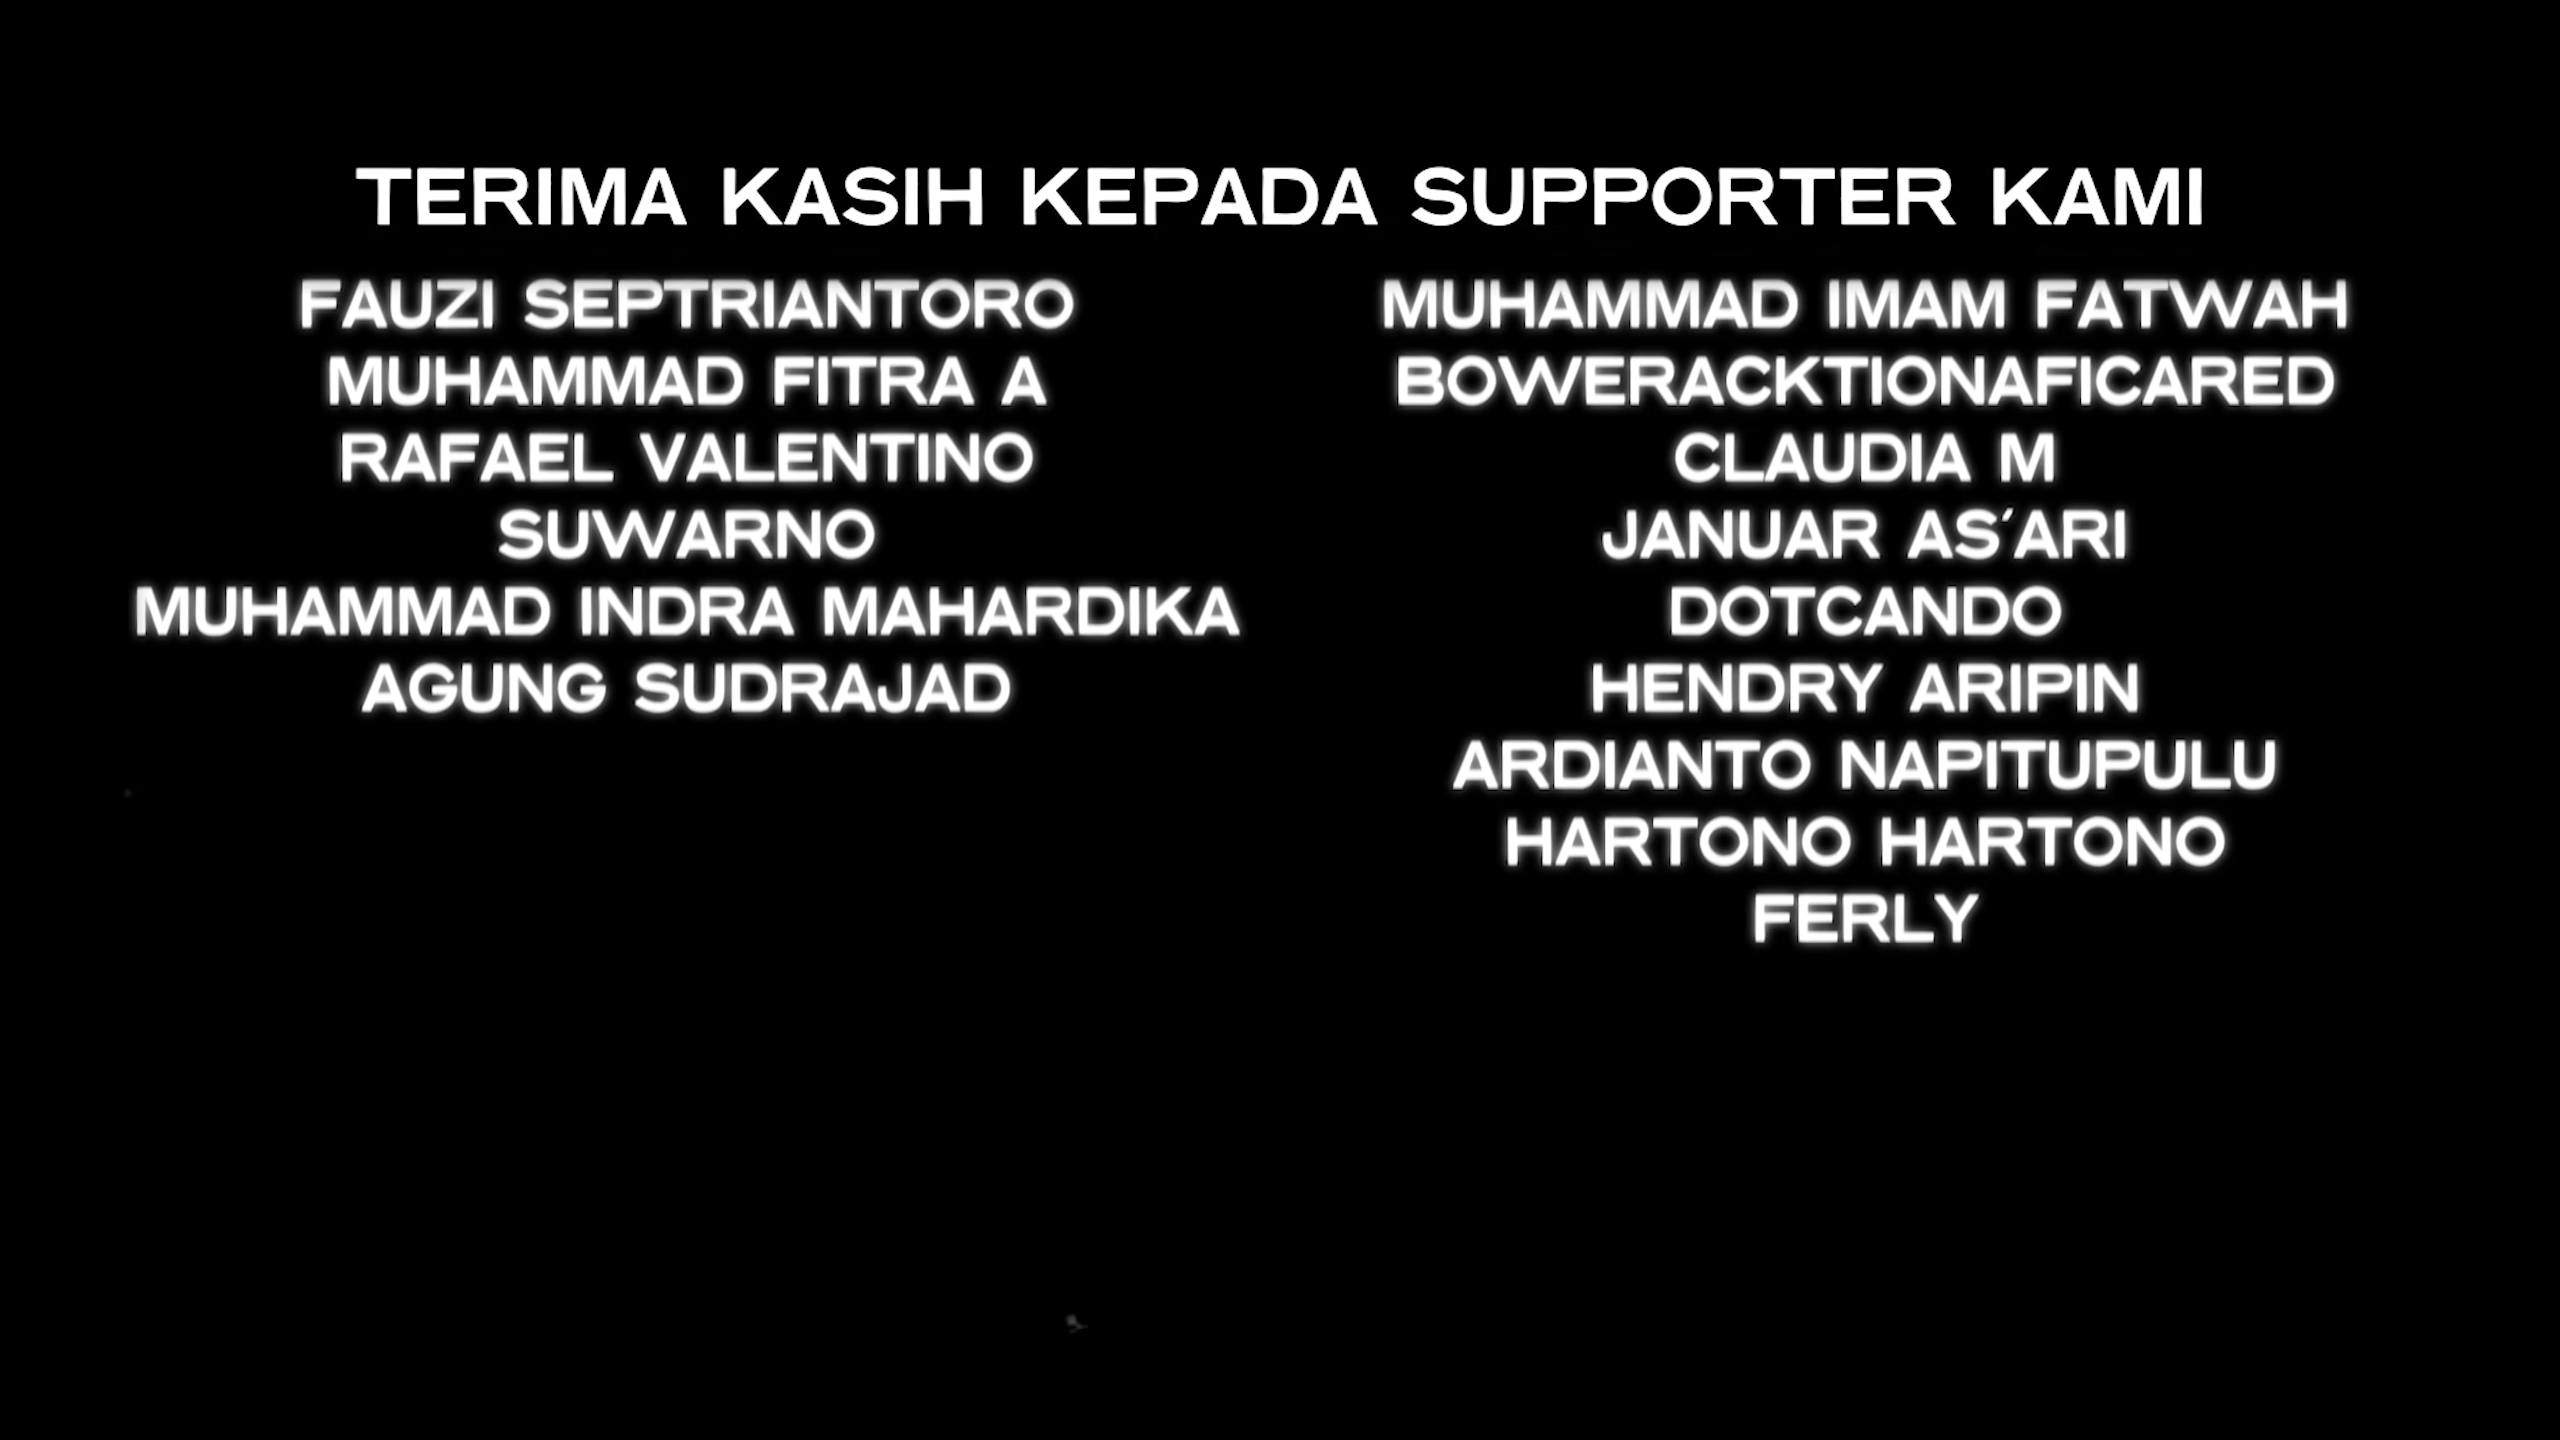 TERIMA KASIH KEPADA SUPPORTER KAMI
FAUZI SEPTRIANTORO
MUHAMMAD FITRA A
RAFAEL VALENTINO
SUWARNO
MUHAMMAD INDRA MAHARDIKA
AGUNG SUDRAJAD
MUHAMMAD IMAM FATWAH
BOWERACKTIONAFICARED
CLAUDIA M
JANUAR AS'ARI
DOTCANDO
HENDRY ARIPIN
ARDIANTO NAPITUPULU
HARTONO HARTONO
FERLY